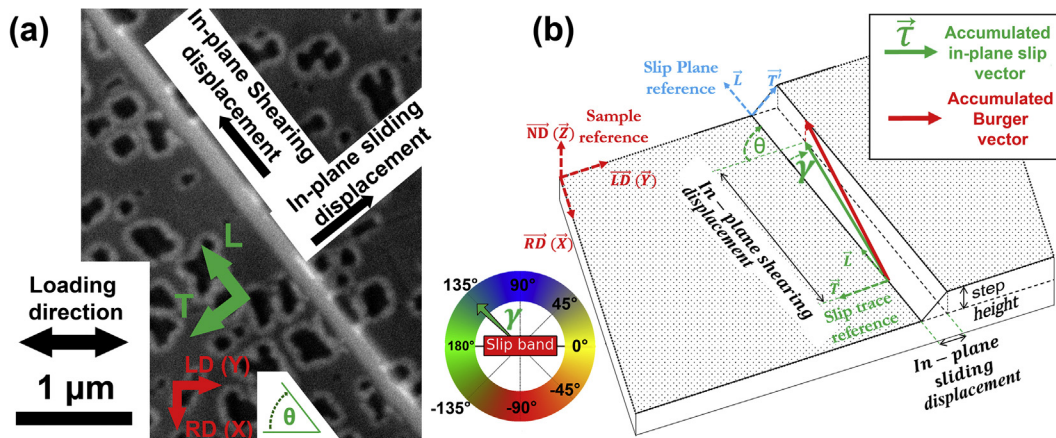 (a)
In-plane Shearing
displacement
In-plane sliding
displacement
L
T
Loading
direction
1 µm
LD (Y)
RD (X)
θ
135°
90°
45°
180°
0°
-135°
-90°
-45°
γ
Slip band
(b)
Slip Plane
reference
L
T'
ND (Z)
Sample
reference
LD (Y)
RD (X)
θ
γ
In – plane shearing
displacement
L
T
Slip trace
reference
step
height
In – plane
sliding
displacement
τ
Accumulated
in-plane slip
vector
Accumulated
Burger
vector